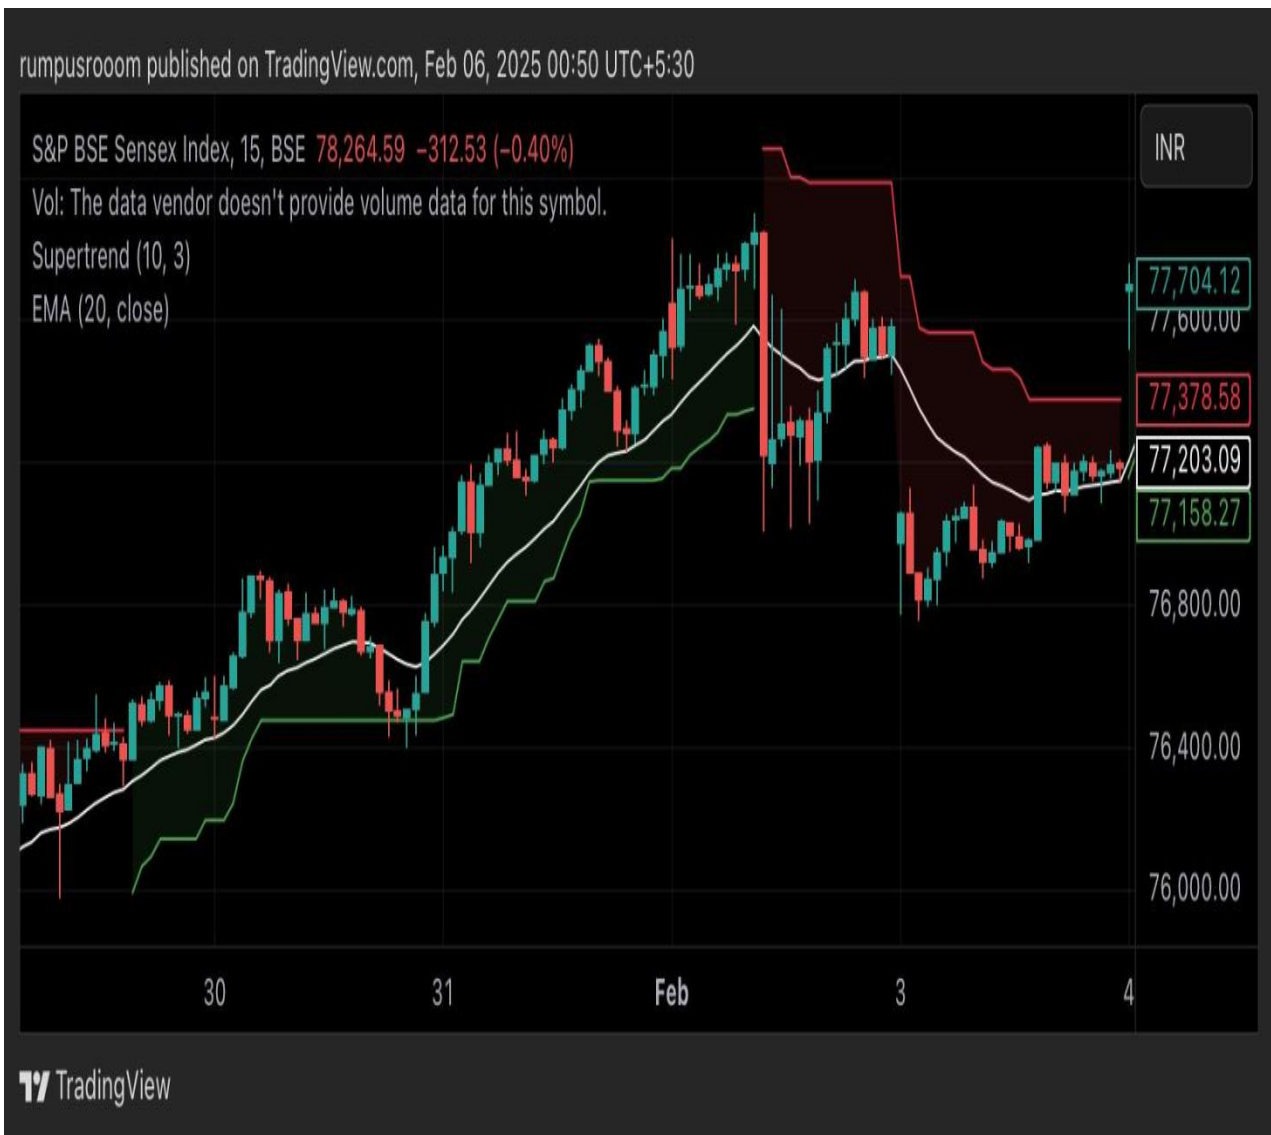 rumpusrooom published on TradingView.com, Feb 06, 2025 00:50 UTC+5:30
S&P BSE Sensex Index, 15, BSE 78,264.59 −312.53 (−0.40%)
INR
Vol: The data vendor doesn't provide volume data for this symbol.
Supertrend (10, 3)
EMA (20, close)
77,704.12
77,600.00
77,378.58
77,203.09
77,158.27
76,800.00
76,400.00
76,000.00
30 31 Feb 3 4
TradingView